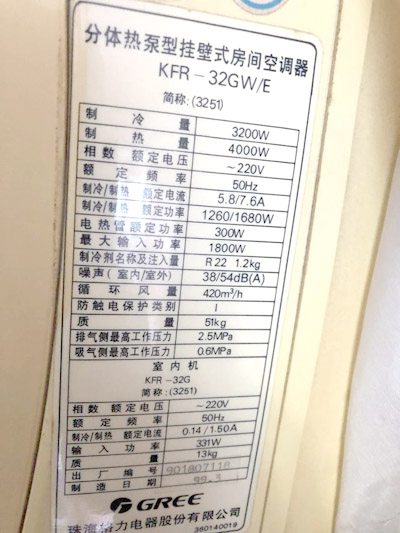 分体热泵型挂壁式房间空调器
KFR-32GW/E
简称:(3251)
制冷量 3200W
制热量 4000W
相数 额定电压 ~220V
额定频率 50Hz
制冷/制热 额定电流 5.8/7.6A
制冷/制热 额定功率 1260/1680W
电热管额定功率 300W
最大输入功率 1800W
制冷剂名称及注入量 R22 1.2kg
噪声(室内/室外) 38/54dB(A)
循环风量 420m³/h
防触电保护类别 I
质量 51kg
排气侧最高工作压力 2.5MPa
吸气侧最高工作压力 0.6MPa
室内机
KFR-32G
简称:(3251)
相数 额定电压 ~220V
额定频率 50Hz
制冷/制热 额定电流 0.14/1.50A
输入功率 331W
质量 13kg
出厂编号 901807118
制造日期 99.3
GREE
珠海格力电器股份有限公司
360140019